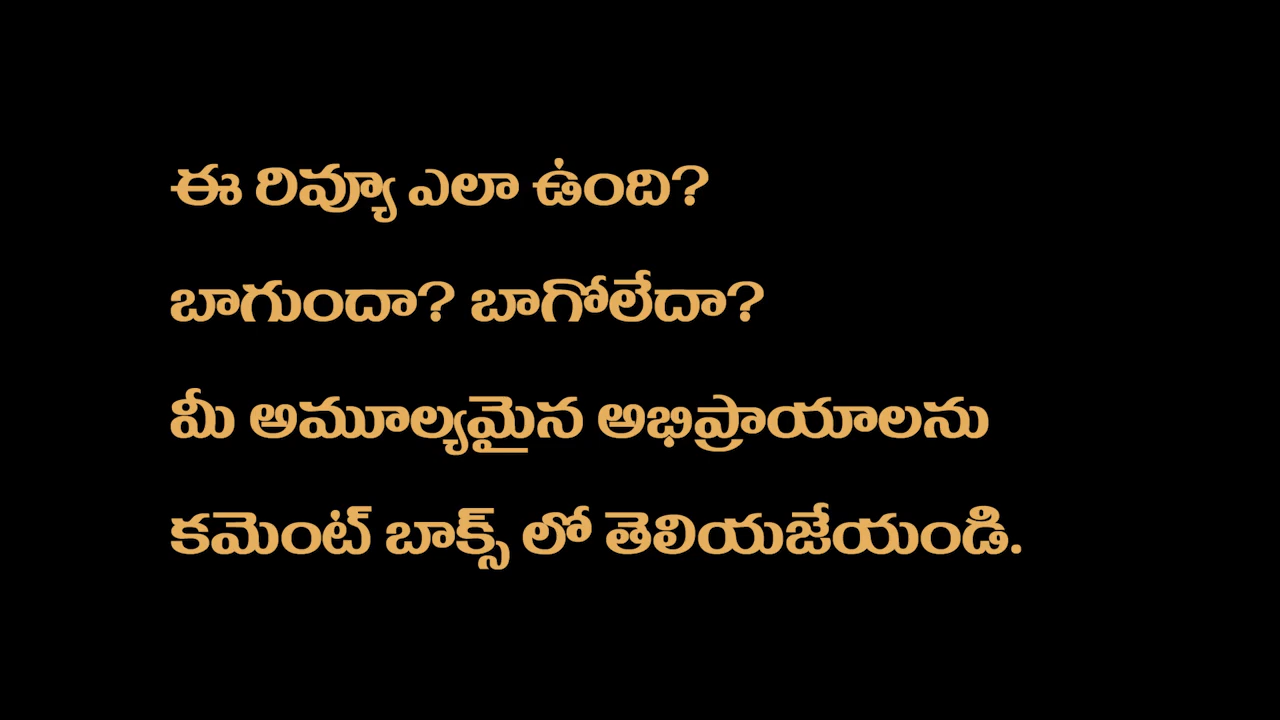 ఈ రివ్యూ ఎలా ఉంది?
బాగుందా? బాగోలేదా?
మీ అమూల్యమైన అభిప్రాయాలను
కమెంట్ బాక్స్ లో తెలియజేయండి.